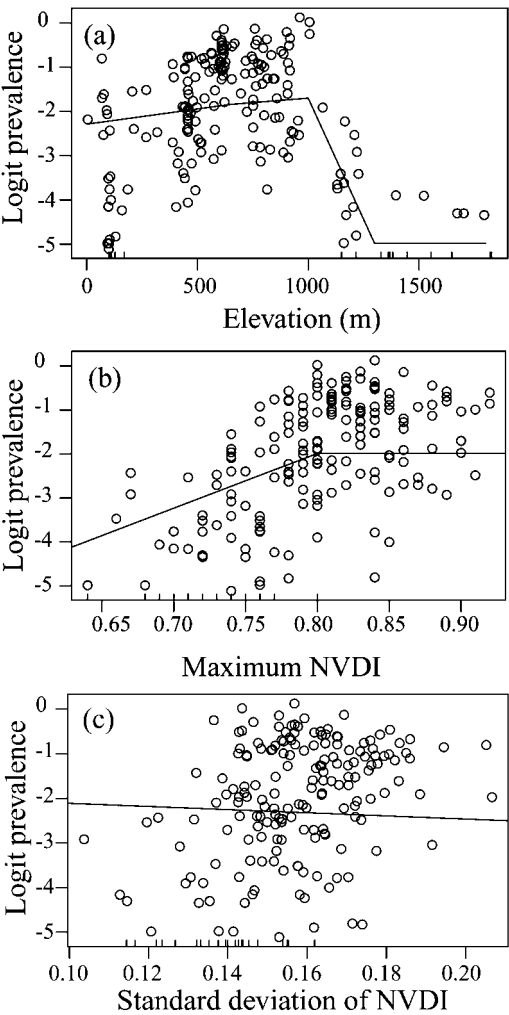 (a)
Logit prevalence
0
-1
-2
-3
-4
-5
0 500 1000 1500
Elevation (m)
(b)
Logit prevalence
0
-1
-2
-3
-4
-5
0.65 0.70 0.75 0.80 0.85 0.90
Maximum NVDI
(c)
Logit prevalence
0
-1
-2
-3
-4
-5
0.10 0.12 0.14 0.16 0.18 0.20
Standard deviation of NVDI